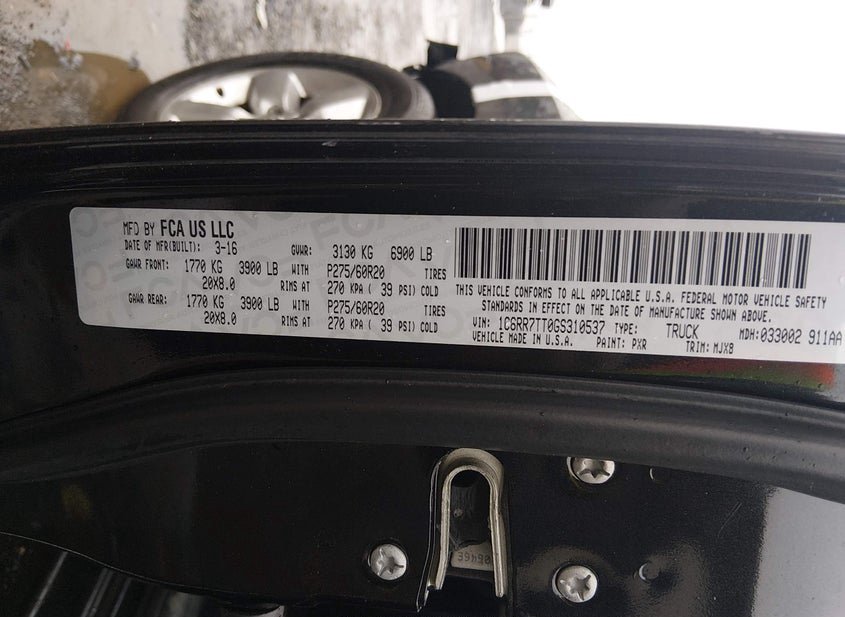 MFD BY FCA US LLC
DATE OF MFR(BUILT): 3-16 GVWR: 3130 KG 6900 LB
GAWR FRONT: 1770 KG 3900 LB WITH P275/60R20 TIRES
20X8.0 RIMS AT 270 KPA ( 39 PSI) COLD
GAWR REAR: 1770 KG 3900 LB WITH P275/60R20 TIRES
20X8.0 RIMS AT 270 KPA ( 39 PSI) COLD
THIS VEHICLE CONFORMS TO ALL APPLICABLE U.S.A. FEDERAL MOTOR VEHICLE SAFETY
STANDARDS IN EFFECT ON THE DATE OF MANUFACTURE SHOWN ABOVE.
VIN: 1C6RR7TT0GS310537 TYPE: TRUCK MDH:033002 911AA
VEHICLE MADE IN U.S.A. PAINT: PXR TRIM: MJX8